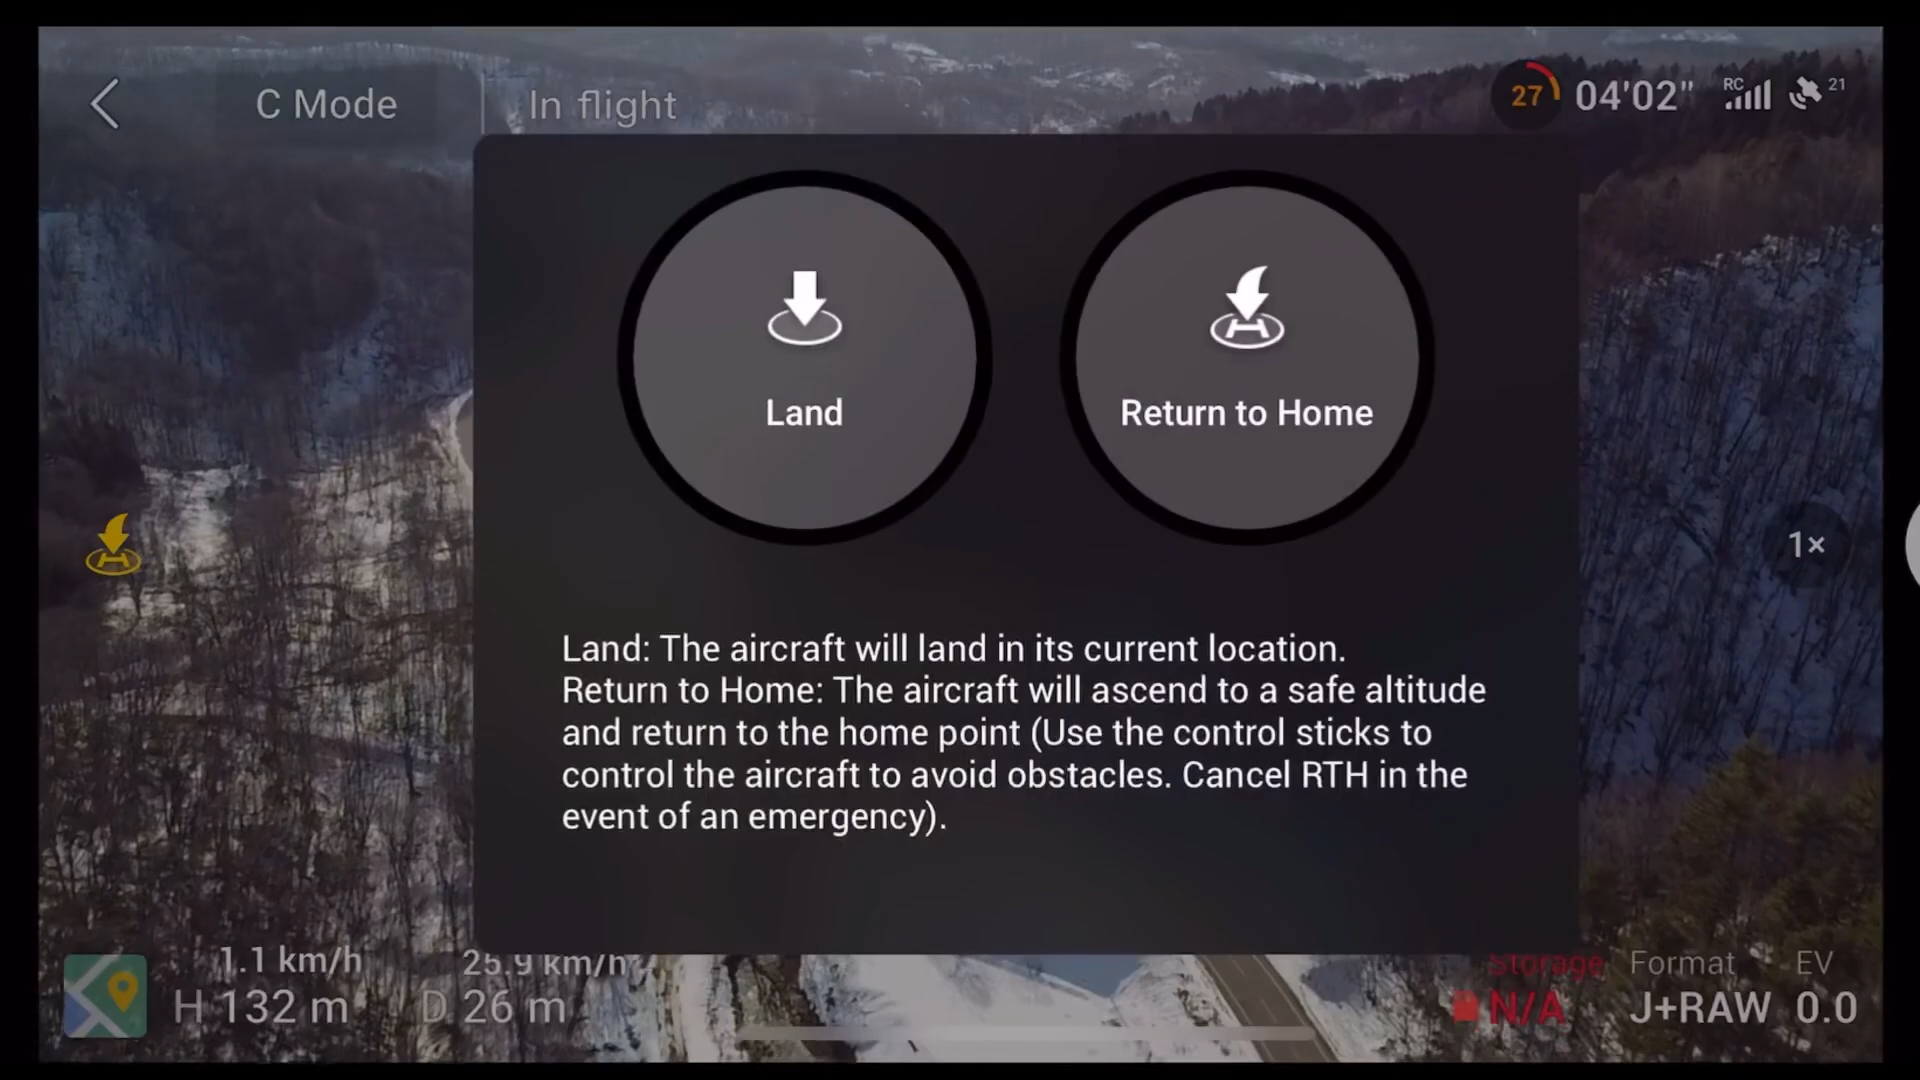 C Mode
In flight
27
04'02"
RC
21
Land
Return to Home
1×
Land: The aircraft will land in its current location.
Return to Home: The aircraft will ascend to a safe altitude
and return to the home point (Use the control sticks to
control the aircraft to avoid obstacles. Cancel RTH in the
event of an emergency).
1.1 km/h
25.9 km/h
H 132 m
D 26 m
Storage
Format
EV
N/A
J+RAW
0.0